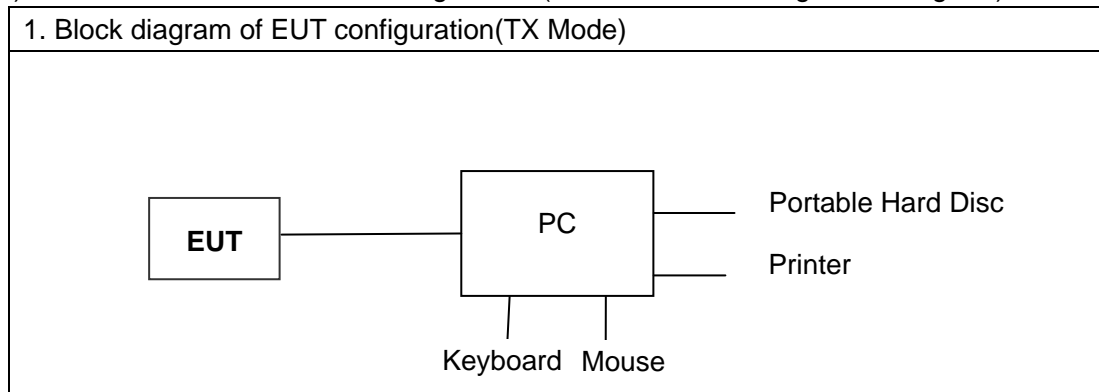 1. Block diagram of EUT configuration(TX Mode)
Portable Hard Disc
PC
EUT
Printer
Keyboard Mouse